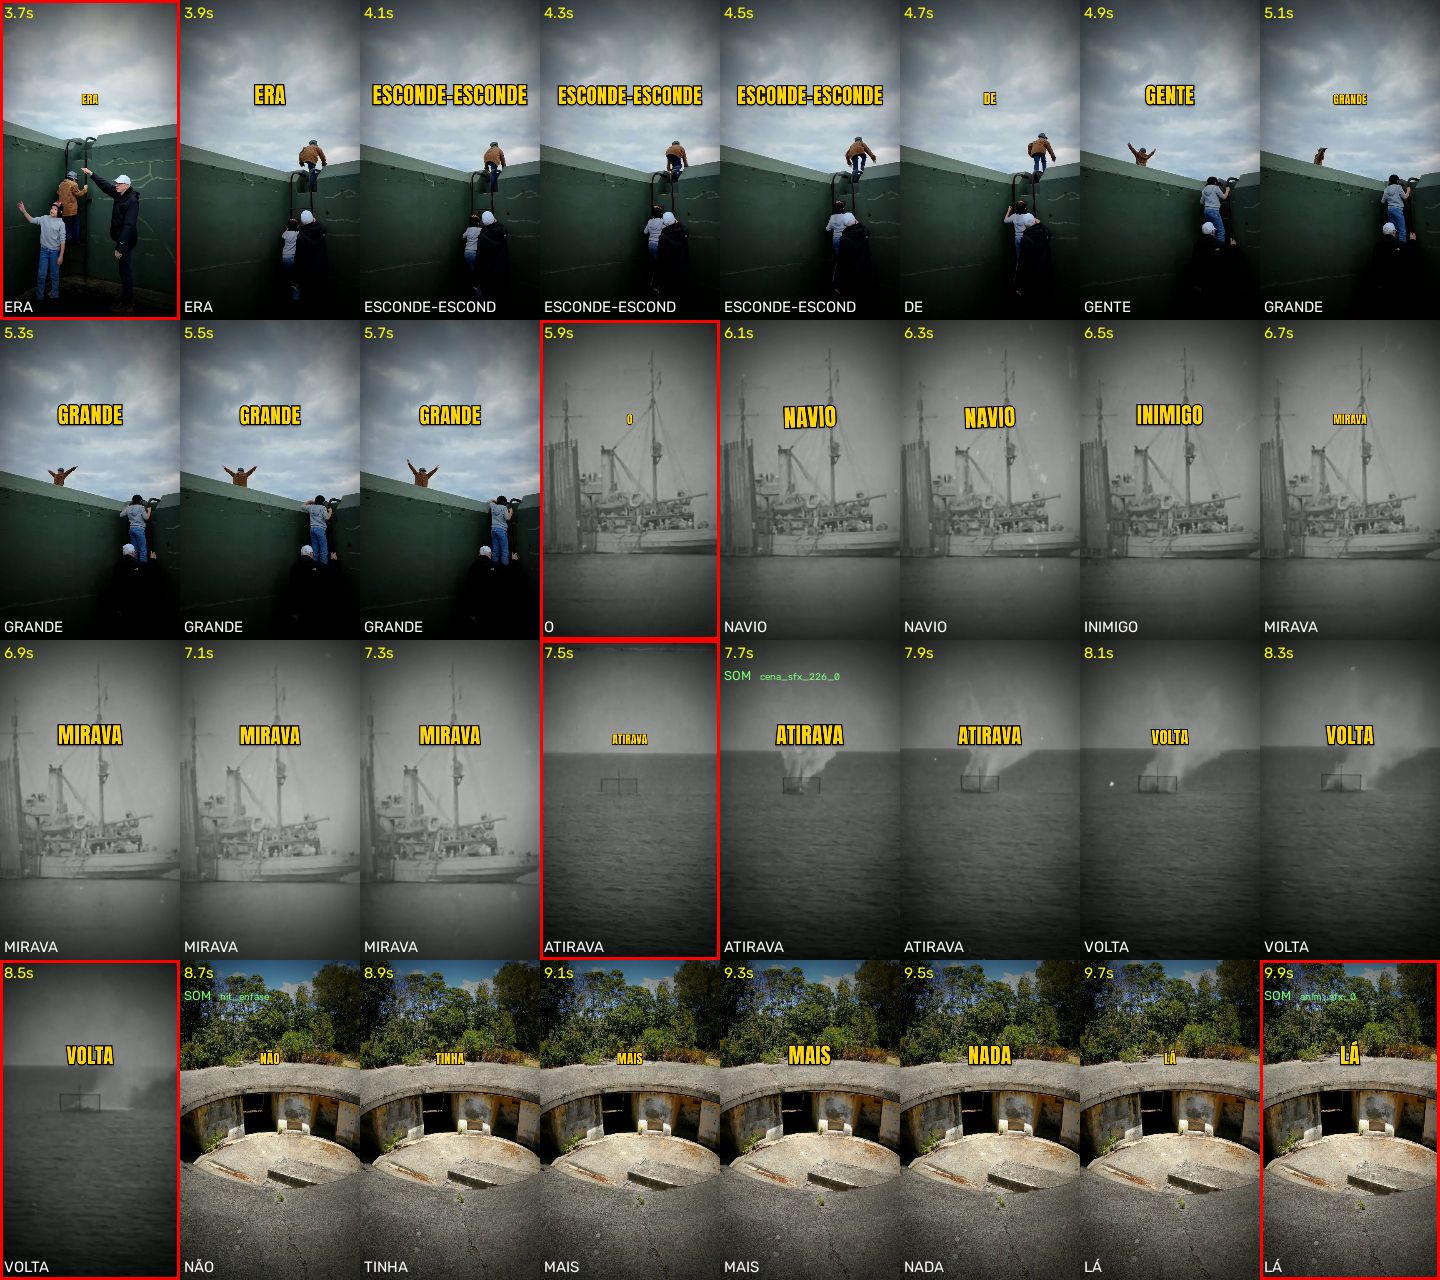 3.7s
ERA
ERA
3.9s
ERA
ERA
4.1s
ESCONDE-ESCONDE
ESCONDE-ESCOND
4.3s
ESCONDE-ESCONDE
ESCONDE-ESCOND
4.5s
ESCONDE-ESCONDE
ESCONDE-ESCOND
4.7s
DE
DE
4.9s
GENTE
GENTE
5.1s
GRANDE
GRANDE
5.3s
GRANDE
GRANDE
5.5s
GRANDE
GRANDE
5.7s
GRANDE
GRANDE
5.9s
O
O
6.1s
NAVIO
NAVIO
6.3s
NAVIO
NAVIO
6.5s
INIMIGO
INIMIGO
6.7s
MIRAVA
MIRAVA
6.9s
MIRAVA
MIRAVA
7.1s
MIRAVA
MIRAVA
7.3s
MIRAVA
MIRAVA
7.5s
ATIRAVA
ATIRAVA
7.7s
SOM cena_sfx_226_0
ATIRAVA
ATIRAVA
7.9s
ATIRAVA
ATIRAVA
8.1s
VOLTA
VOLTA
8.3s
VOLTA
VOLTA
8.5s
VOLTA
VOLTA
8.7s
SOM hit_enfase
NÃO
NÃO
8.9s
TINHA
TINHA
9.1s
MAIS
MAIS
9.3s
MAIS
MAIS
9.5s
NADA
NADA
9.7s
LÁ
LÁ
9.9s
SOM anim_sfx_0
LÁ
LÁ